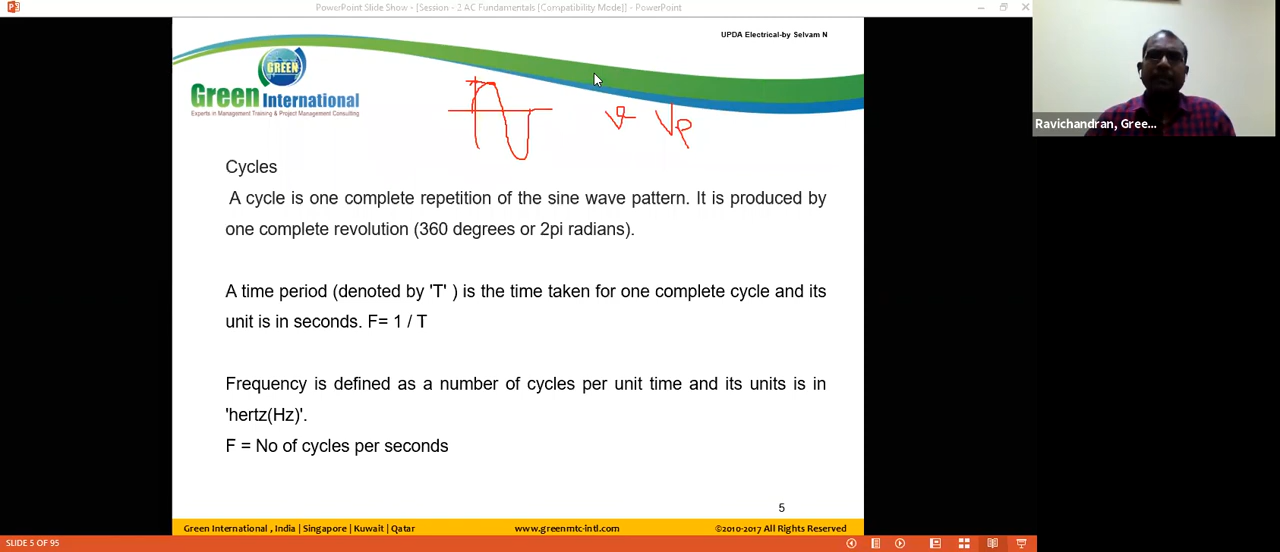 PowerPoint Slide Show - [Session - 2 AC Fundamentals [Compatibility Mode]] - PowerPoint
UPDA Electrical-by Selvam N
GREEN
Green International
Experts in Management Training & Project Management Consulting
Vp
Ravichandran, Gree...
Cycles
A cycle is one complete repetition of the sine wave pattern. It is produced by
one complete revolution (360 degrees or 2pi radians).
A time period (denoted by 'T' ) is the time taken for one complete cycle and its
unit is in seconds. F= 1 / T
Frequency is defined as a number of cycles per unit time and its units is in
'hertz(Hz)'.
F = No of cycles per seconds
5
Green International , India | Singapore | Kuwait | Qatar
www.greenmtc-intl.com
©2010-2017 All Rights Reserved
SLIDE 5 OF 95